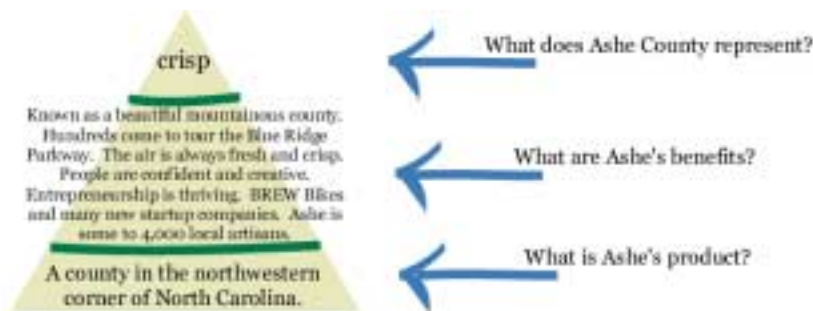 crisp
What does Ashe County represent?
Known as a beautiful mountainous county.
Hundreds come to tour the Blue Ridge
Parkway. The air is always fresh and crisp.
People are confident and creative.
Entrepreneurship is thriving. BREW Bikes
and many new startup companies. Ashe is
some to 4,000 local artisans.
What are Ashe's benefits?
A county in the northwestern
corner of North Carolina.
What is Ashe's product?